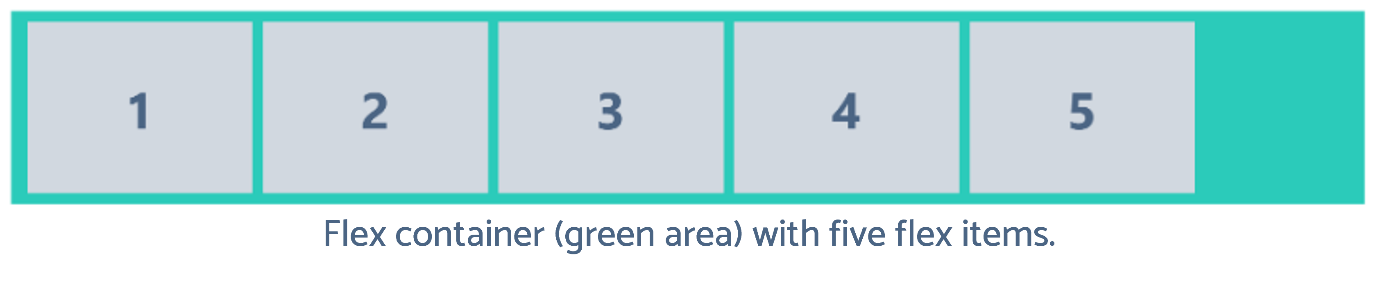 1 2 3 4 5
Flex container (green area) with five flex items.